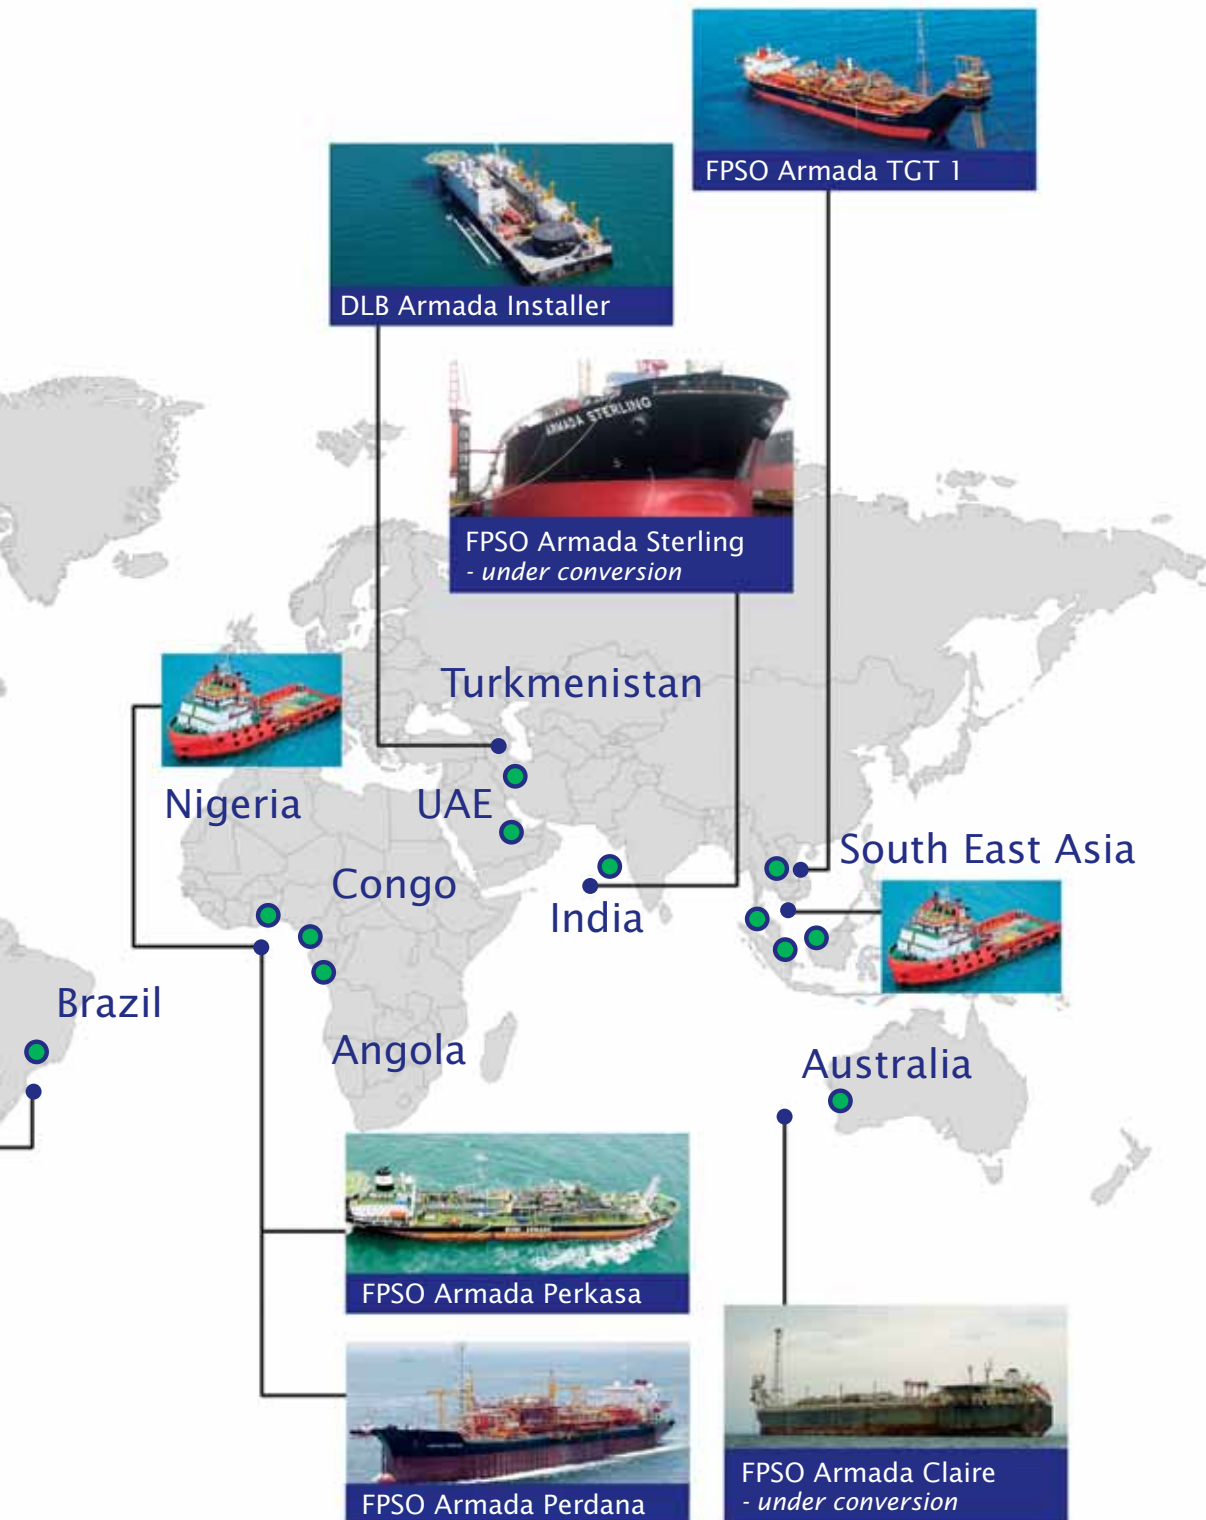 FPSO Armada TGT 1
DLB Armada Installer
ARMADA STERLING
FPSO Armada Sterling
- under conversion
Turkmenistan
Nigeria
UAE
South East Asia
Congo
India
Brazil
Angola
Australia
FPSO Armada Perkasa
FPSO Armada Claire
- under conversion
FPSO Armada Perdana